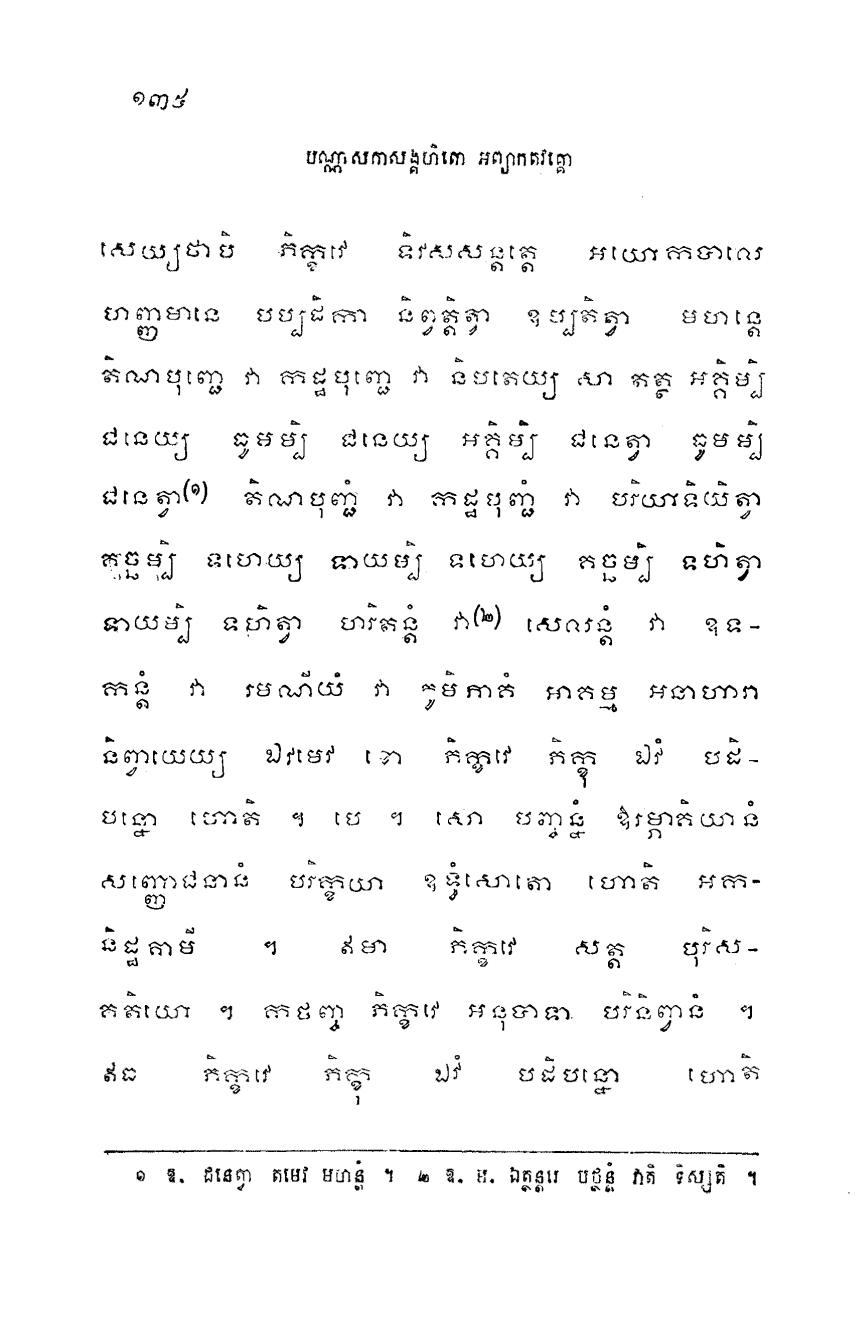 ១៣៥
បណ្ណាសកាសង្គហិតោ អព្យាកតវគ្គោ
សេយ្យថាបិ ភិក្ខវេ ទិវសសន្តត្តេ អយោកបាលេ
ហញ្ញមានេ បប្បដិកា និព្វត្តិត្វា ឧប្បតិត្វា មហន្តេ
តិណបុញ្ជេ វា កដ្ឋបុញ្ជេ វា និបតេយ្យ សា តត្ថ អគ្គិម្បិ
ជនេយ្យ ធូមម្បិ ជនេយ្យ អគ្គិម្បិ ជនេត្វា ធូមម្បិ
ជនេត្វា(១) តិណបុញ្ជំ វា កដ្ឋបុញ្ជំ វា បរិយាទិយិត្វា
គច្ឆម្បិ ទហេយ្យ ទាយម្បិ ទហេយ្យ គច្ឆម្បិ ទហិត្វា
ទាយម្បិ ទហិត្វា ហរិតន្តំ វា(២) សេលន្តំ វា ឧទ-
កន្តំ វា រមណីយំ វា ភូមិភាគំ អាគម្ម អនាហារា
និព្វាយេយ្យ ឯវមេវ ខោ ភិក្ខវេ ភិក្ខុ ឯវំ បដិ-
បន្នោ ហោតិ ។ បេ ។ សោ បញ្ចន្នំ ឱរម្ភាគិយានំ
សញ្ញោជនានំ បរិក្ខយា ឧទ្ធំសោតោ ហោតិ អក-
និដ្ឋគាមី ។ ឥមា ភិក្ខវេ សត្ត បុរិស-
គតិយោ ។ កថញ្ច ភិក្ខវេ អនុបាទា បរិនិព្វានំ ។
ឥធ ភិក្ខវេ ភិក្ខុ ឯវំ បដិបន្នោ ហោតិ
១ ឱ. ជនេត្វា តមេវ មហន្តំ ។ ២ ឱ. ម. ឯត្ថន្តរេ បថន្តំ វាតិ ទិស្សតិ ។